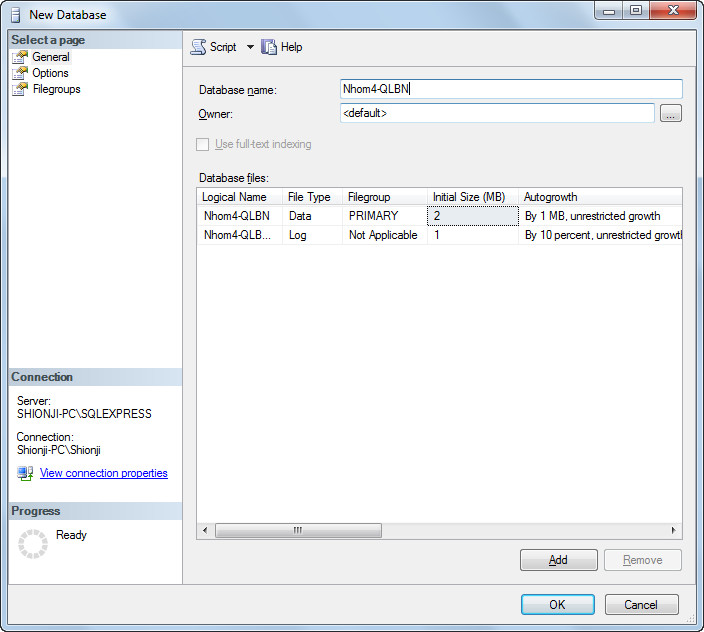 New Database
Select a page
General
Options
Filegroups
Script Help
Database name: Nhom4-QLBN
Owner: <default> ...
Use full-text indexing
Database files:
Logical Name File Type Filegroup Initial Size (MB) Autogrowth
Nhom4-QLBN Data PRIMARY 2 By 1 MB, unrestricted growth
Nhom4-QLB... Log Not Applicable 1 By 10 percent, unrestricted growth
Connection
Server:
SHIONJI-PC\SQLEXPRESS
Connection:
Shionji-PC\Shionji
View connection properties
Progress
Ready
Add Remove
OK Cancel